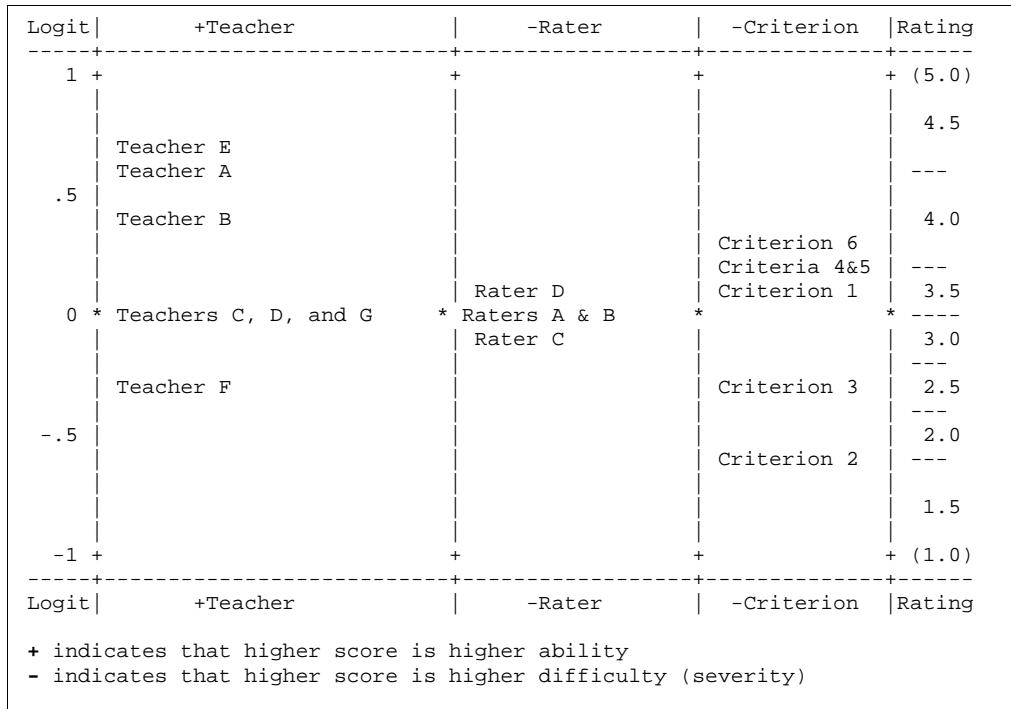 Logit|        +Teacher             |     -Rater        |  -Criterion  |Rating
-----+-----------------------------+-------------------+--------------+------
   1 +                             +                   +              + (5.0)
     |                             |                   |              |
     |                             |                   |              |  4.5
     | Teacher E                   |                   |              |
     | Teacher A                   |                   |              | ---
  .5 |                             |                   |              |
     | Teacher B                   |                   |              |  4.0
     |                             |                   | Criterion 6  |
     |                             |                   | Criteria 4&5 | ---
     |                             | Rater D           | Criterion 1  |  3.5
   0 * Teachers C, D, and G        * Raters A & B      *              * ----
     |                             | Rater C           |              |  3.0
     |                             |                   |              | ---
     | Teacher F                   |                   | Criterion 3  |  2.5
     |                             |                   |              | ---
 -.5 |                             |                   |              |  2.0
     |                             |                   | Criterion 2  | ---
     |                             |                   |              |
     |                             |                   |              |  1.5
     |                             |                   |              |
  -1 +                             +                   +              + (1.0)
-----+-----------------------------+-------------------+--------------+------
Logit|        +Teacher             |     -Rater        |  -Criterion  |Rating
+ indicates that higher score is higher ability
- indicates that higher score is higher difficulty (severity)